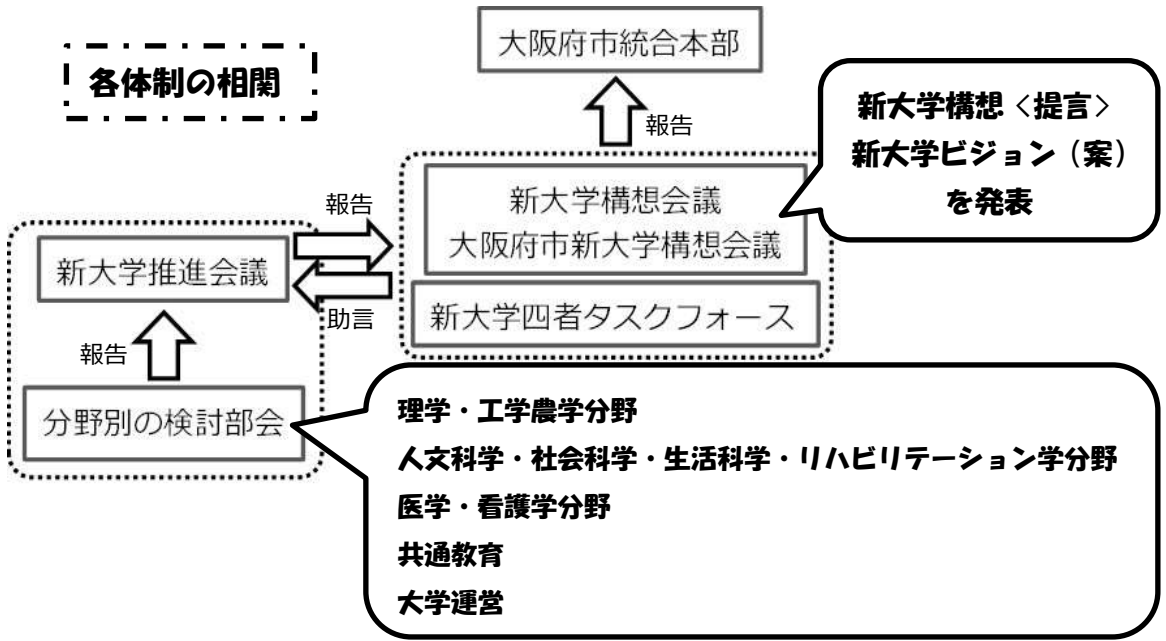 各体制の相関
大阪府市統合本部
報告
新大学構想〈提言〉
新大学ビジョン（案）
を発表
新大学構想会議
大阪府市新大学構想会議
新大学四者タスクフォース
報告
助言
新大学推進会議
報告
分野別の検討部会
理学・工学農学分野
人文科学・社会科学・生活科学・リハビリテーション学分野
医学・看護学分野
共通教育
大学運営